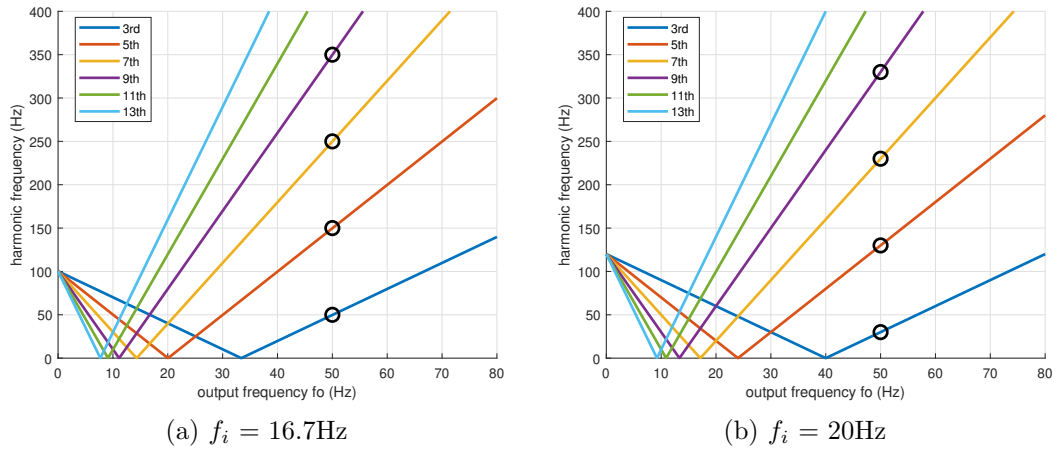 400
350
300
250
200
150
100
50
0
harmonic frequency (Hz)
3rd
5th
7th
9th
11th
13th
0 10 20 30 40 50 60 70 80
output frequency fo (Hz)
(a) f_i = 16.7Hz
400
350
300
250
200
150
100
50
0
harmonic frequency (Hz)
3rd
5th
7th
9th
11th
13th
0 10 20 30 40 50 60 70 80
output frequency fo (Hz)
(b) f_i = 20Hz